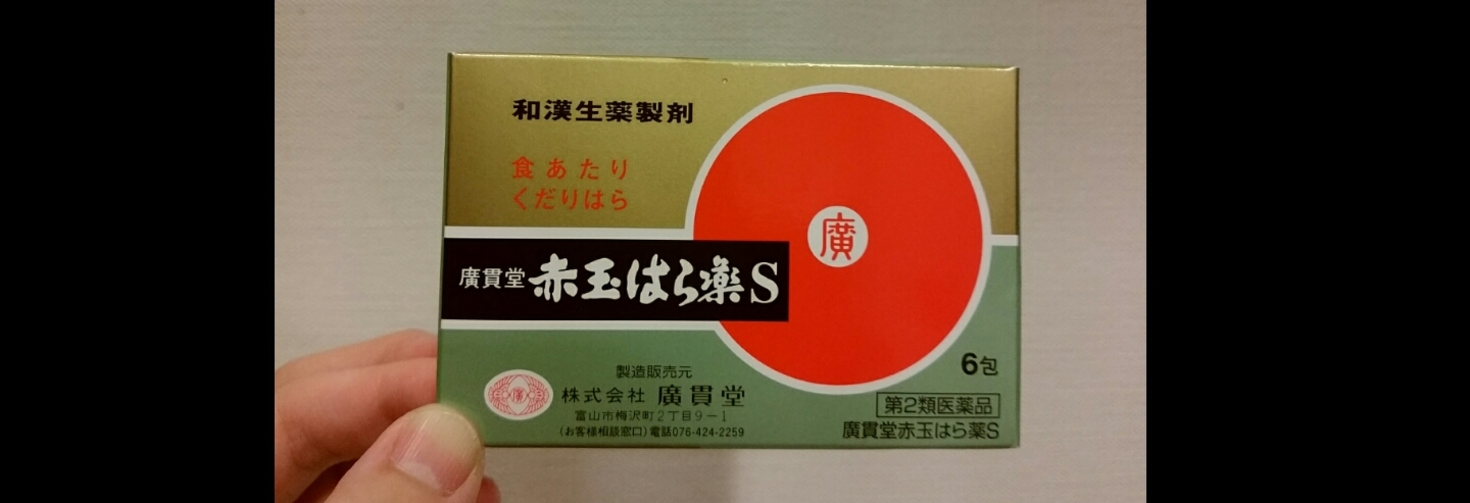 和漢生薬製剤
食あたり
くだりはら
廣
廣貫堂 赤玉はら薬S
6包
製造販売元
廣
株式会社 廣貫堂
富山市梅沢町2丁目9-1
(お客様相談窓口)電話076-424-2259
第2類医薬品
廣貫堂赤玉はら薬S